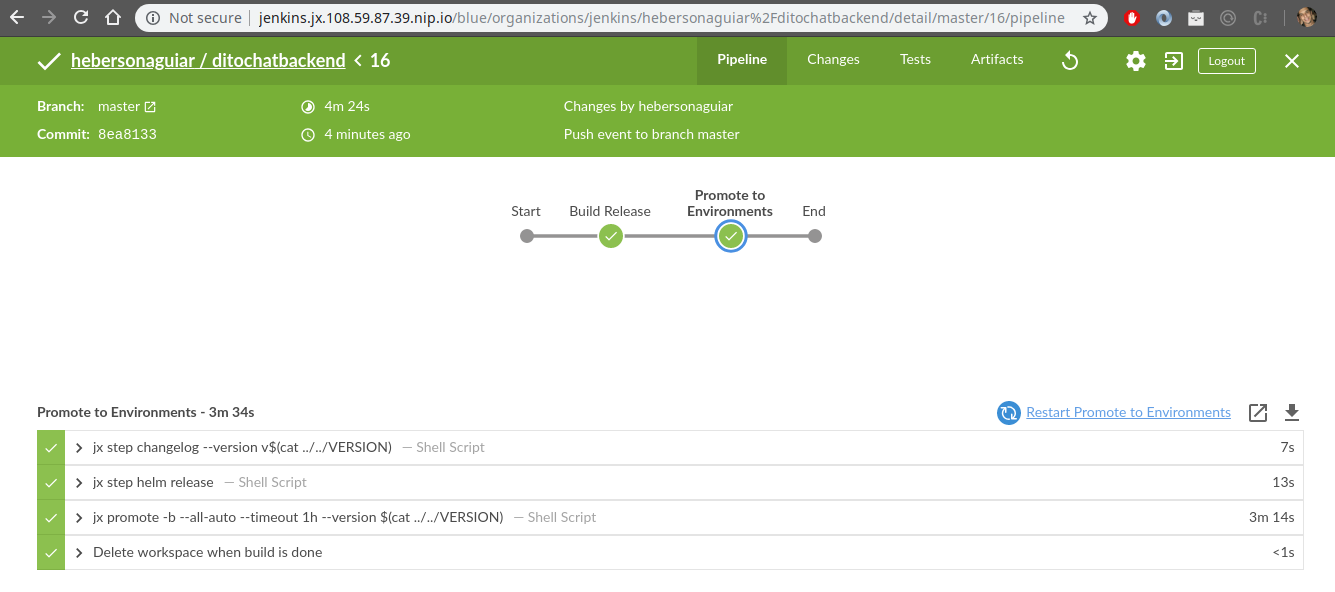 Not secure | jenkins.jx.108.59.87.39.nip.io/blue/organizations/jenkins/hebersonaguiar%2Fditochatbackend/detail/master/16/pipeline
hebersonaguiar / ditochatbackend < 16 Pipeline Changes Tests Artifacts Logout
Branch: master 4m 24s Changes by hebersonaguiar
Commit: 8ea8133 4 minutes ago Push event to branch master
Promote to
Start Build Release Environments End
Promote to Environments - 3m 34s Restart Promote to Environments
jx step changelog --version v$(cat ../../VERSION) — Shell Script 7s
jx step helm release — Shell Script 13s
jx promote -b --all-auto --timeout 1h --version $(cat ../../VERSION) — Shell Script 3m 14s
Delete workspace when build is done <1s